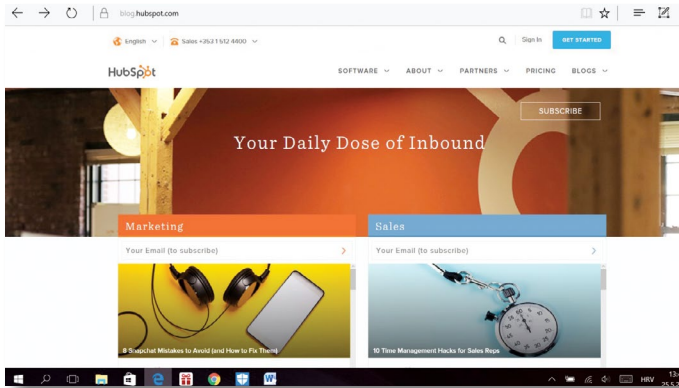 blog.hubspot.com
English Sales +353 1 512 4400 Sign In GET STARTED
HubSpot SOFTWARE ABOUT PARTNERS PRICING BLOGS
SUBSCRIBE
Your Daily Dose of Inbound
Marketing
Your Email (to subscribe)
8 Snapchat Mistakes to Avoid (and How to Fix Them)
Sales
Your Email (to subscribe)
10 Time Management Hacks for Sales Reps
HRV